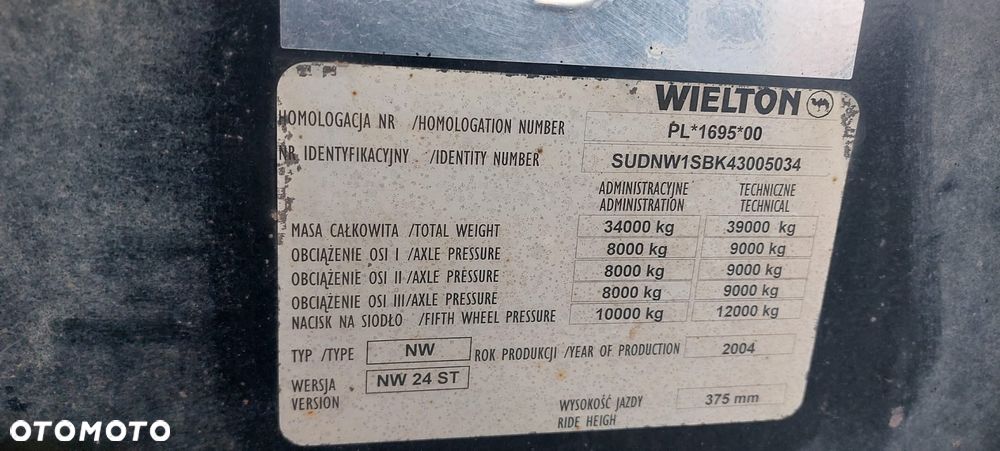 WIELTON
HOMOLOGACJA NR /HOMOLOGATION NUMBER PL*1695*00
NR IDENTYFIKACYJNY /IDENTITY NUMBER SUDNW1SBK43005034
ADMINISTRACYJNE TECHNICZNE
ADMINISTRATION TECHNICAL
MASA CAŁKOWITA /TOTAL WEIGHT 34000 kg 39000 kg
OBCIĄŻENIE OSI I /AXLE PRESSURE 8000 kg 9000 kg
OBCIĄŻENIE OSI II /AXLE PRESSURE 8000 kg 9000 kg
OBCIĄŻENIE OSI III/AXLE PRESSURE 8000 kg 9000 kg
NACISK NA SIODŁO /FIFTH WHEEL PRESSURE 10000 kg 12000 kg
TYP /TYPE NW ROK PRODUKCJI /YEAR OF PRODUCTION 2004
WERSJA NW 24 ST
VERSION
WYSOKOŚĆ JAZDY 375 mm
RIDE HEIGH
OTOMOTO